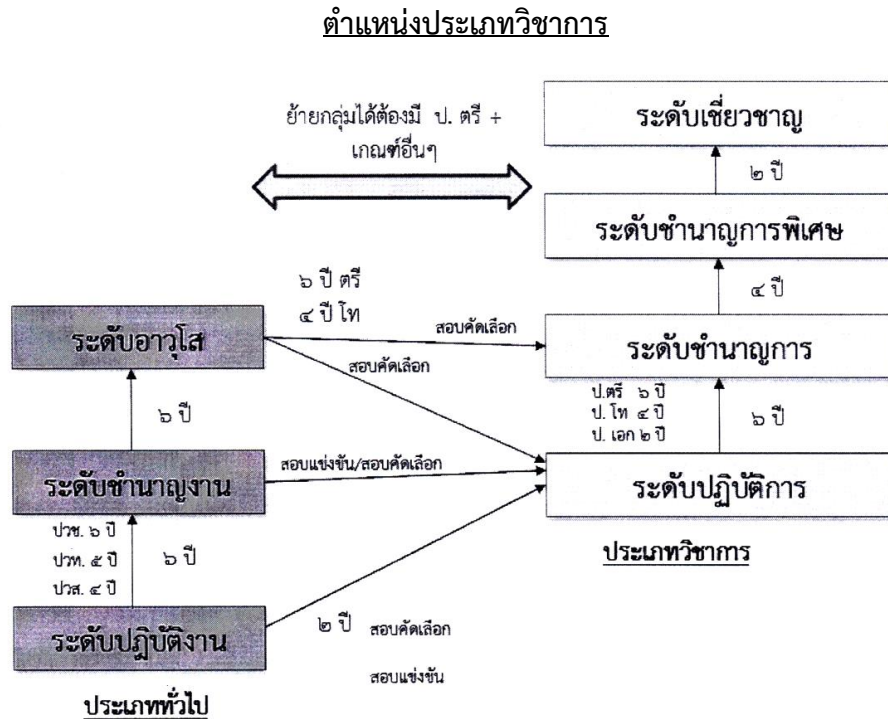 ตำแหน่งประเภทวิชาการ
ย้ายกลุ่มได้ต้องมี ป. ตรี +
เกณฑ์อื่นๆ
ระดับเชี่ยวชาญ
๒ ปี
ระดับชำนาญการพิเศษ
๔ ปี
๖ ปี ตรี
๔ ปี โท
ระดับอาวุโส
สอบคัดเลือก
ระดับชำนาญการ
สอบคัดเลือก
๖ ปี
ป.ตรี ๖ ปี
ป. โท ๔ ปี
ป. เอก ๒ ปี
๖ ปี
ระดับชำนาญงาน
สอบแข่งขัน/สอบคัดเลือก
ระดับปฏิบัติการ
ประเภทวิชาการ
ปวช. ๖ ปี
ปวท. ๕ ปี
ปวส. ๔ ปี
๖ ปี
ระดับปฏิบัติงาน
๒ ปี
สอบคัดเลือก
สอบแข่งขัน
ประเภททั่วไป